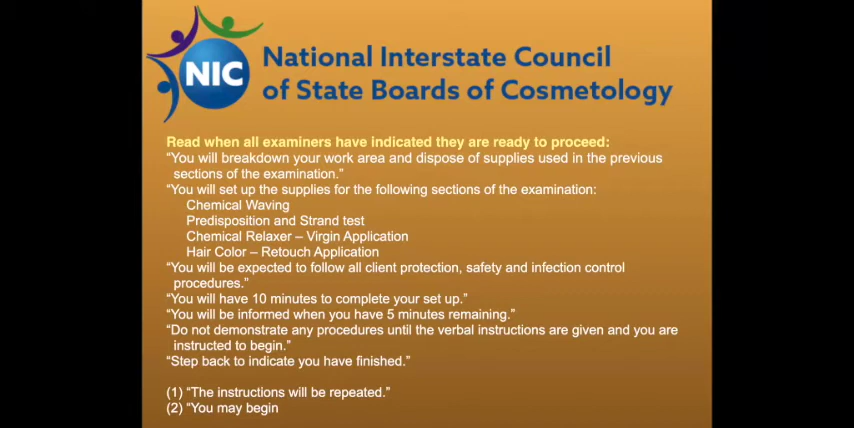 NIC
National Interstate Council
of State Boards of Cosmetology
Read when all examiners have indicated they are ready to proceed:
“You will breakdown your work area and dispose of supplies used in the previous
sections of the examination.”
“You will set up the supplies for the following sections of the examination:
Chemical Waving
Predisposition and Strand test
Chemical Relaxer – Virgin Application
Hair Color – Retouch Application
“You will be expected to follow all client protection, safety and infection control
procedures.”
“You will have 10 minutes to complete your set up.”
“You will be informed when you have 5 minutes remaining.”
“Do not demonstrate any procedures until the verbal instructions are given and you are
instructed to begin.”
“Step back to indicate you have finished.”
(1) “The instructions will be repeated.”
(2) “You may begin